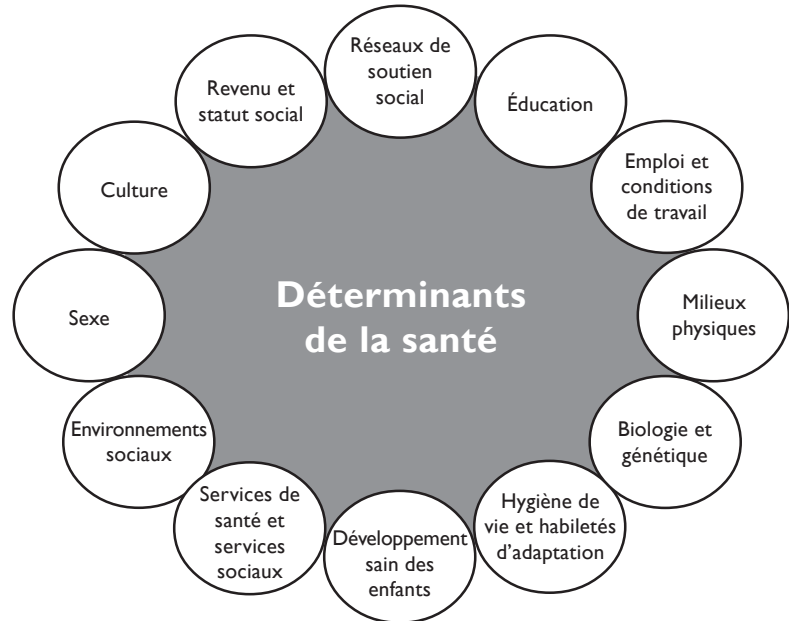 Réseaux de
soutien
social
Éducation
Emploi et
conditions
de travail
Milieux
physiques
Biologie et
génétique
Hygiène de
vie et habiletés
d'adaptation
Développement
sain des
enfants
Services de
santé et
services
sociaux
Environnements
sociaux
Sexe
Culture
Revenu et
statut social
Déterminants
de la santé